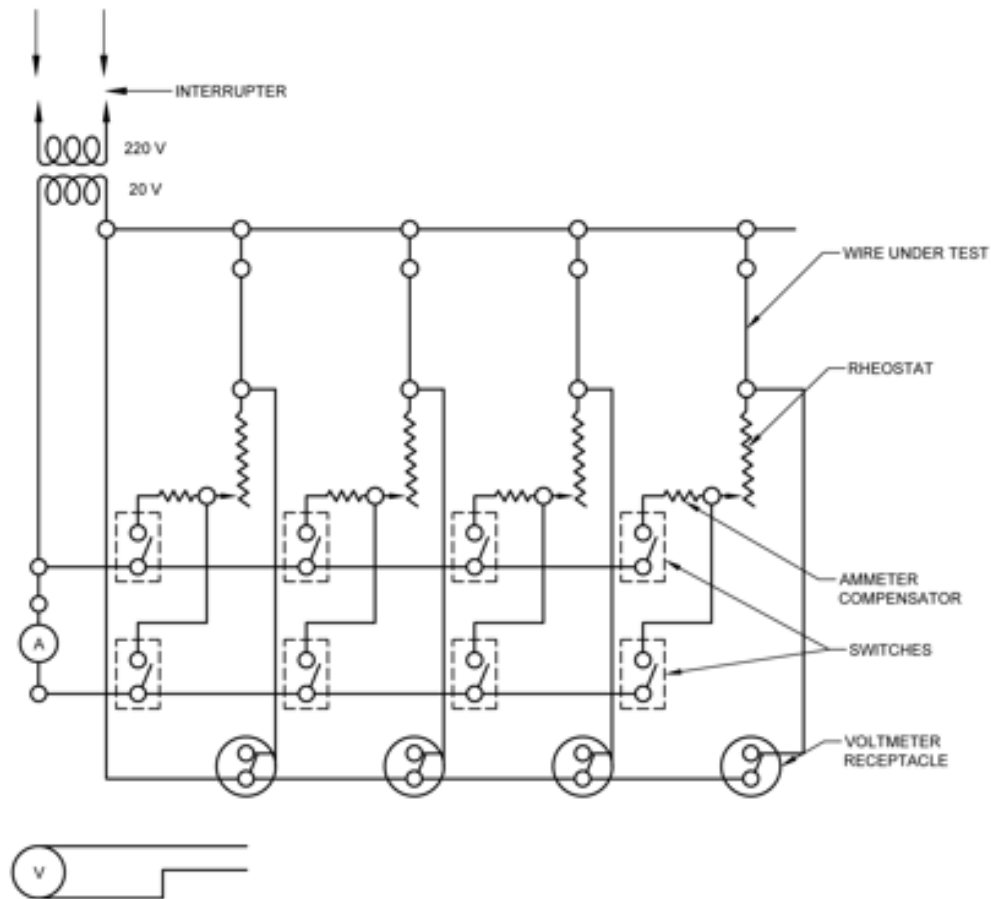 INTERRUPTER
220 V
20 V
WIRE UNDER TEST
RHEOSTAT
AMMETER
COMPENSATOR
A
SWITCHES
VOLTMETER
RECEPTACLE
V